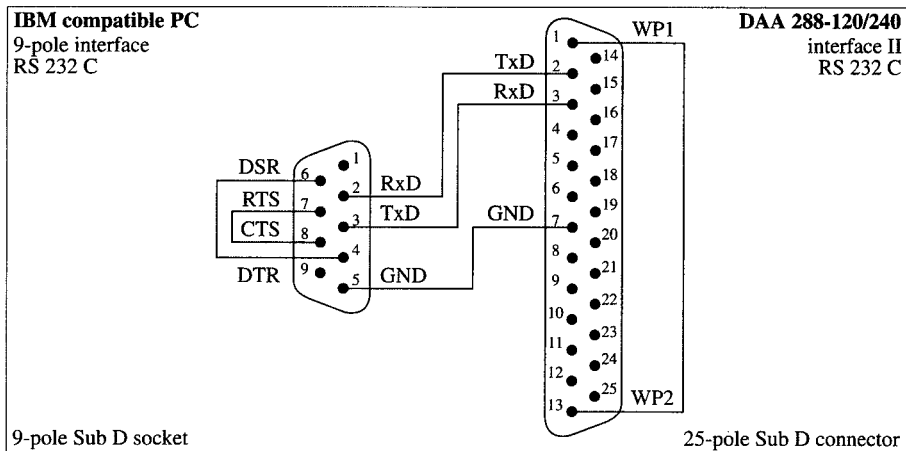 IBM compatible PC
9-pole interface
RS 232 C
DAA 288-120/240
interface II
RS 232 C
WP1
TxD
RxD
GND
WP2
1
2
3
4
5
6
7
8
9
10
11
12
13
14
15
16
17
18
19
20
21
22
23
24
25
DSR
RTS
CTS
DTR
6
7
8
9
1
2
3
4
5
RxD
TxD
GND
9-pole Sub D socket
25-pole Sub D connector